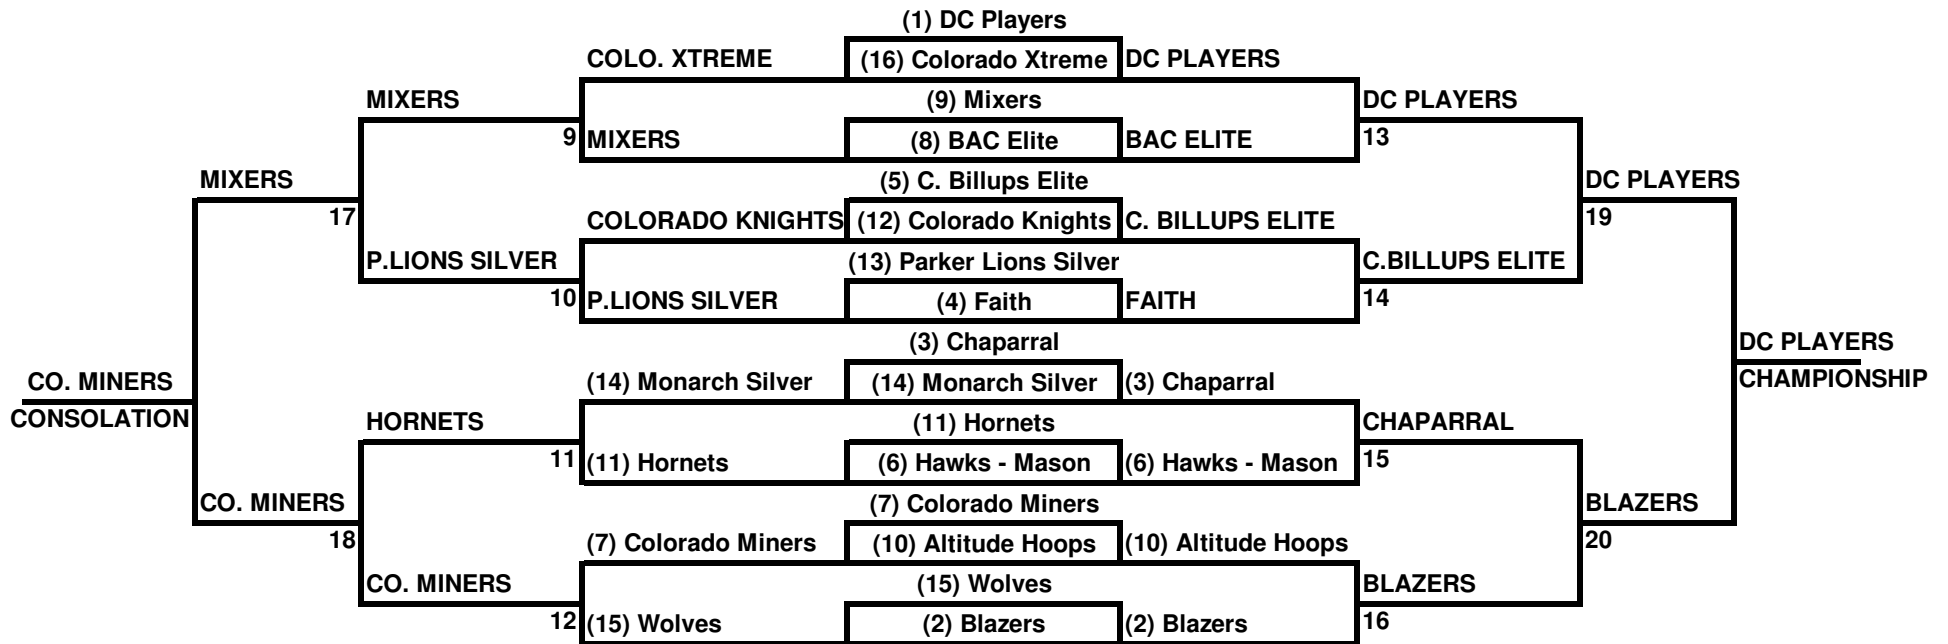 (1) DC Players
COLO. XTREME (16) Colorado Xtreme DC PLAYERS
MIXERS (9) Mixers DC PLAYERS
9 MIXERS (8) BAC Elite BAC ELITE 13
MIXERS (5) C. Billups Elite DC PLAYERS
17 COLORADO KNIGHTS (12) Colorado Knights C. BILLUPS ELITE 19
P.LIONS SILVER (13) Parker Lions Silver C.BILLUPS ELITE
10 P.LIONS SILVER (4) Faith FAITH 14
(3) Chaparral DC PLAYERS
CO. MINERS (14) Monarch Silver (14) Monarch Silver (3) Chaparral CHAMPIONSHIP
CONSOLATION HORNETS (11) Hornets CHAPARRAL
11 (11) Hornets (6) Hawks - Mason (6) Hawks - Mason 15
CO. MINERS (7) Colorado Miners BLAZERS
18 (7) Colorado Miners (10) Altitude Hoops (10) Altitude Hoops 20
CO. MINERS (15) Wolves BLAZERS
12 (15) Wolves (2) Blazers (2) Blazers 16